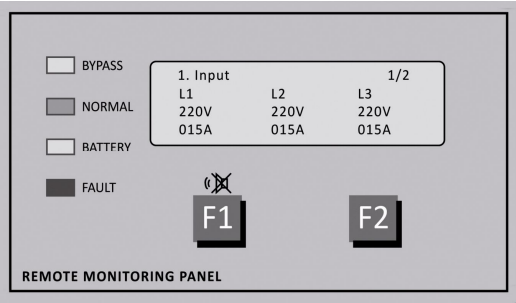 BYPASS
NORMAL
BATTERY
FAULT
1. Input 1/2
L1 L2 L3
220V 220V 220V
015A 015A 015A
F1 F2
REMOTE MONITORING PANEL